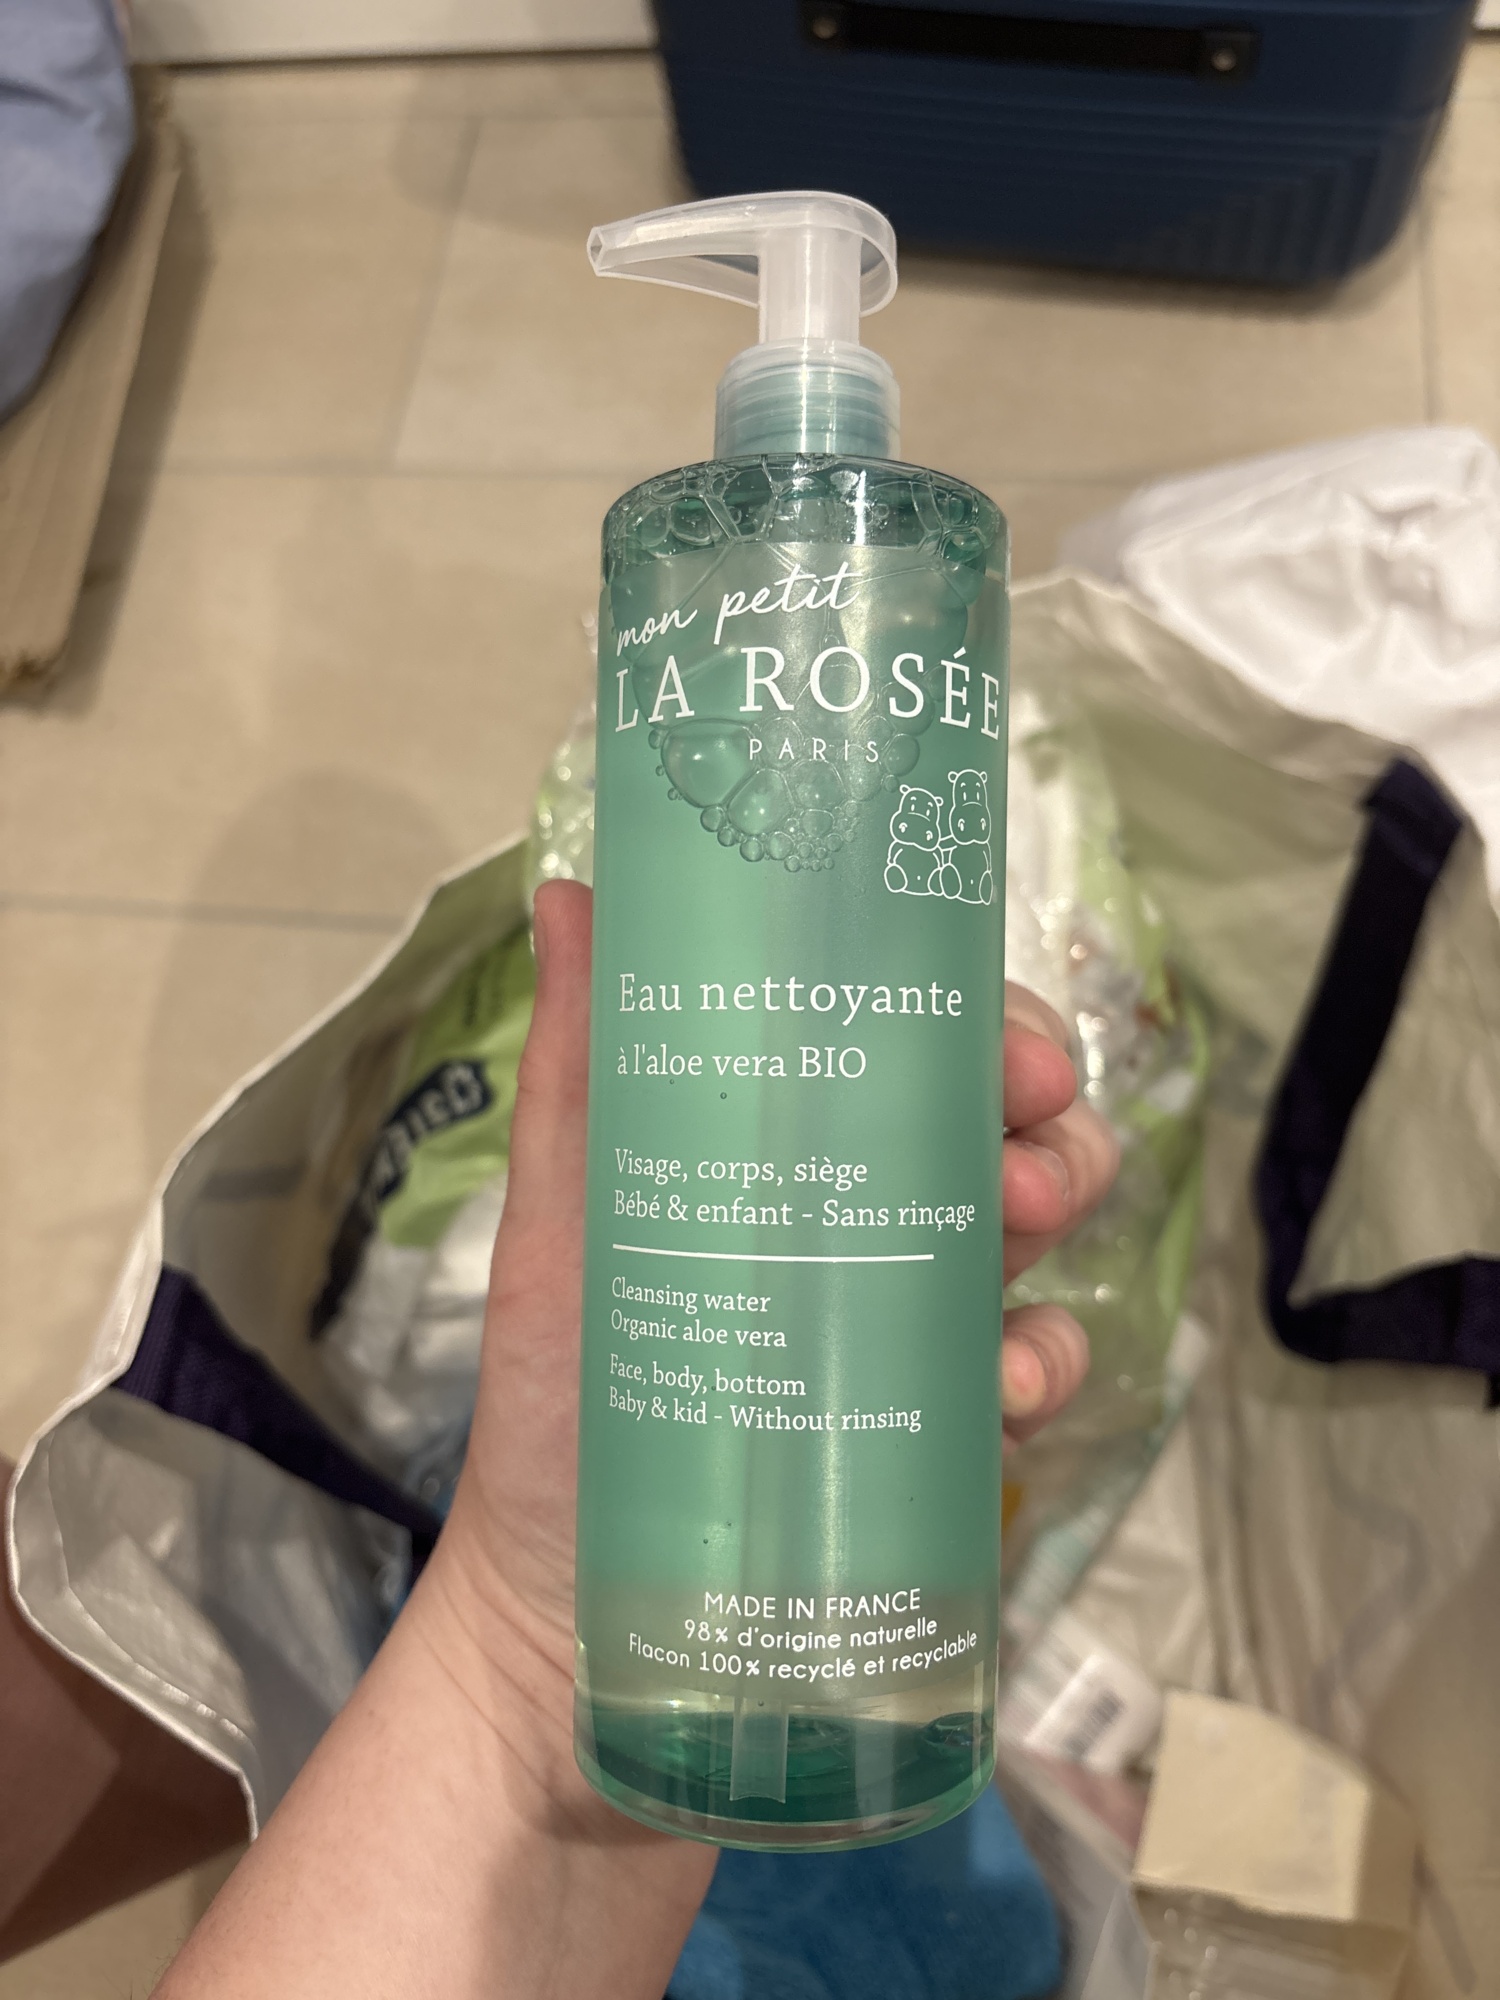 mon petit
LA ROSÉE
PARIS
Eau nettoyante
à l'aloe vera BIO
Visage, corps, siège
Bébé & enfant - Sans rinçage
Cleansing water
Organic aloe vera
Face, body, bottom
Baby & kid - Without rinsing
MADE IN FRANCE
98% d'origine naturelle
Flacon 100% recyclé et recyclable